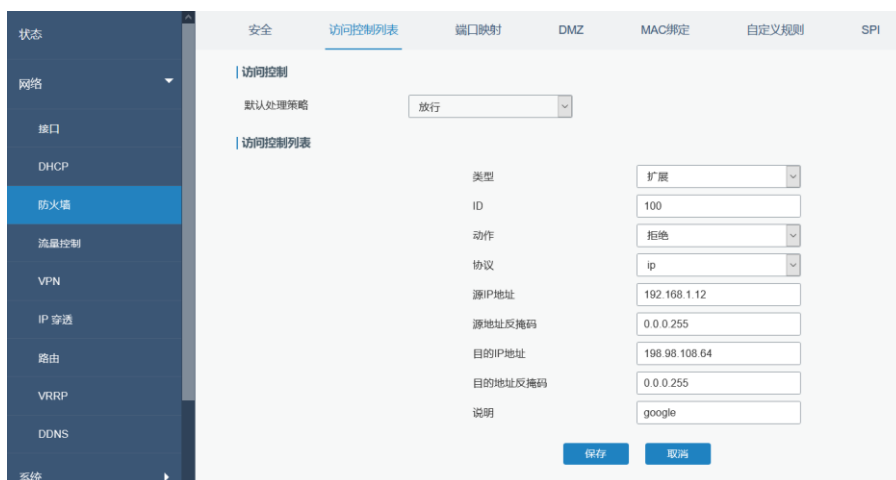 状态
网络
接口
DHCP
防火墙
流量控制
VPN
IP 穿透
路由
VRRP
DDNS
系统
安全 访问控制列表 端口映射 DMZ MAC绑定 自定义规则 SPI
访问控制
默认处理策略 放行
访问控制列表
类型 扩展
ID 100
动作 拒绝
协议 ip
源IP地址 192.168.1.12
源地址反掩码 0.0.0.255
目的IP地址 198.98.108.64
目的地址反掩码 0.0.0.255
说明 google
保存 取消